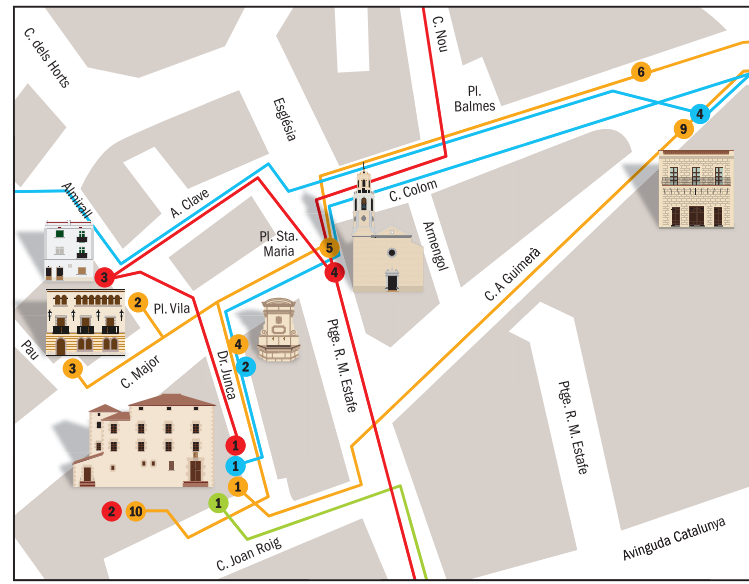 C. dels Horts
C. Nou
6
Pl.
Balmes
4
9
Església
Almirall
A. Clave
C. Colom
Pl. Sta.
Maria
5
4
Armengol
3
2
Pl. Vila
C. A Guimerà
Pau
3
C. Major
4
2
Dr. Junca
Ptge. R. M. Estafe
Ptge. R. M. Estafe
1
1
1
1
2
10
C. Joan Roig
Avinguda Catalunya